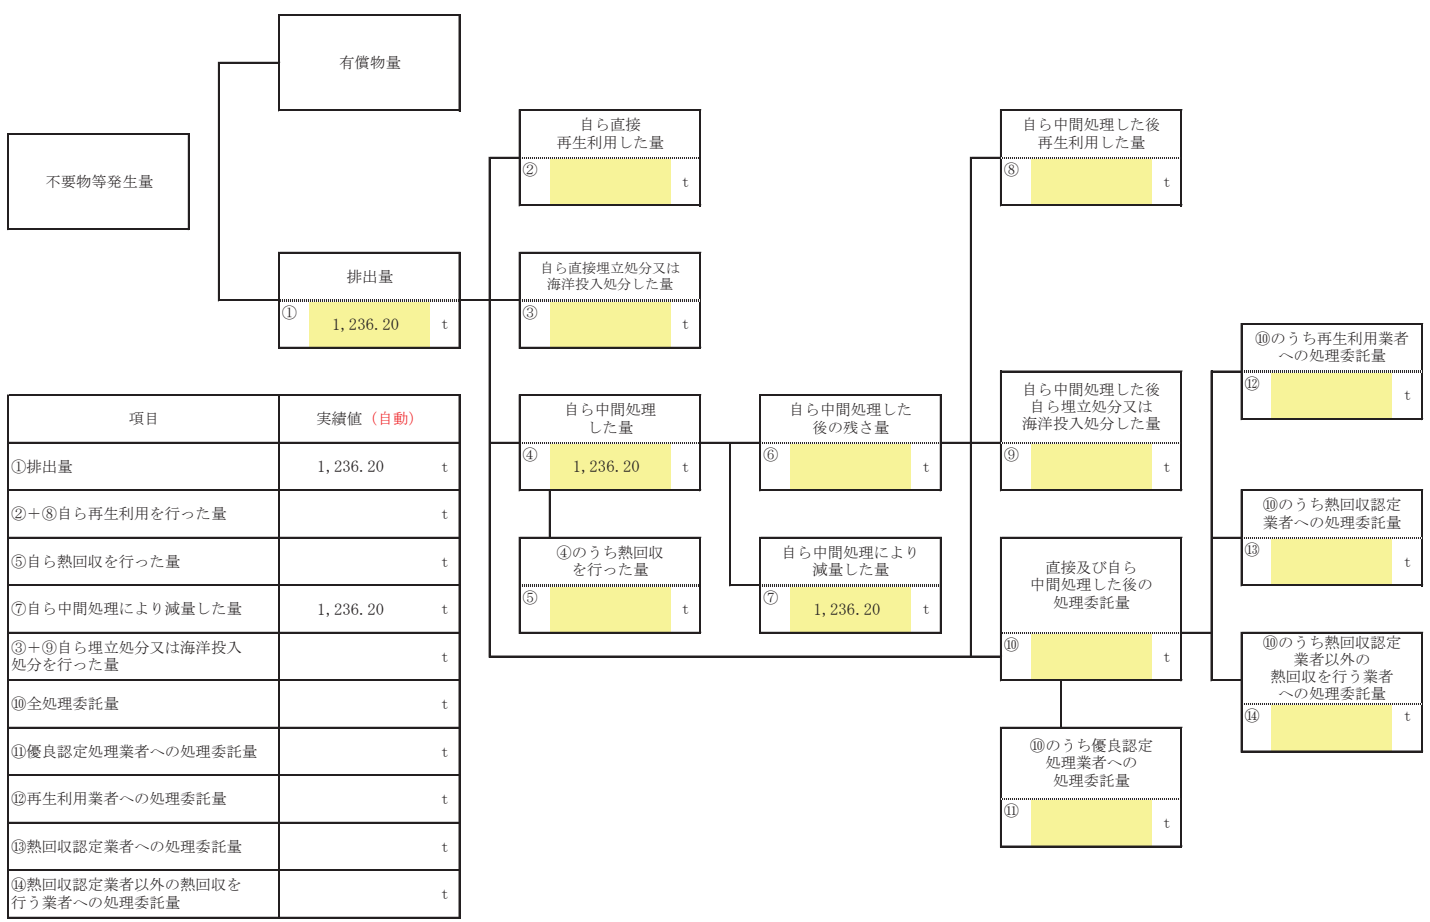 有償物量
不要物等発生量
排出量
①
1,236.20
t
自ら直接
再生利用した量
②
t
自ら直接埋立処分又は
海洋投入処分した量
③
t
自ら中間処理
した量
④
1,236.20
t
④のうち熱回収
を行った量
⑤
t
自ら中間処理した
後の残さ量
⑥
t
自ら中間処理により
減量した量
⑦
1,236.20
t
自ら中間処理した後
再生利用した量
⑧
t
自ら中間処理した後
自ら埋立処分又は
海洋投入処分した量
⑨
t
直接及び自ら
中間処理した後の
処理委託量
⑩
t
⑩のうち優良認定
処理業者への
処理委託量
⑪
t
⑩のうち再生利用業者
への処理委託量
⑫
t
⑩のうち熱回収認定
業者への処理委託量
⑬
t
⑩のうち熱回収認定
業者以外の
熱回収を行う業者
への処理委託量
⑭
t
項目 実績値（自動）
①排出量 1,236.20 t
②＋⑧自ら再生利用を行った量 t
⑤自ら熱回収を行った量 t
⑦自ら中間処理により減量した量 1,236.20 t
③＋⑨自ら埋立処分又は海洋投入
処分を行った量 t
⑩全処理委託量 t
⑪優良認定処理業者への処理委託量 t
⑫再生利用業者への処理委託量 t
⑬熱回収認定業者への処理委託量 t
⑭熱回収認定業者以外の熱回収を
行う業者への処理委託量 t